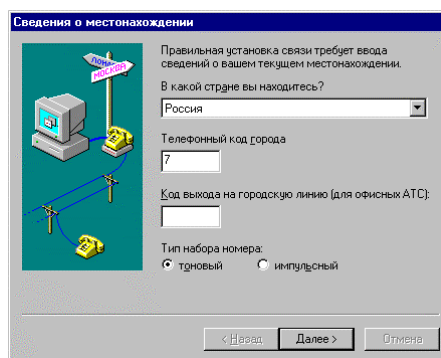 Сведения о местонахождении
Правильная установка связи требует ввода
сведений о вашем текущем местонахождении.
В какой стране вы находитесь?
Россия
Телефонный код города
7
Код выхода на городскую линию (для офисных АТС):
Тип набора номера:
тоновый импульсный
< Назад Далее > Отмена
МОСКВА